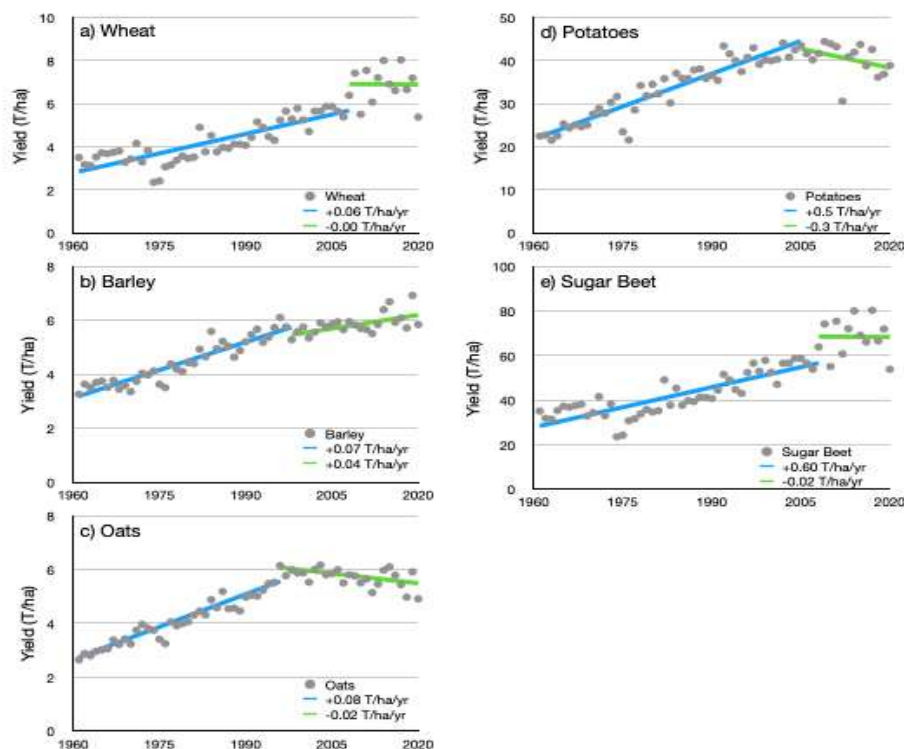 a) Wheat
Yield (T/ha)
10
8
6
4
2
0
Wheat
+0.06 T/ha/yr
-0.00 T/ha/yr
1960 1975 1990 2005 2020
b) Barley
Yield (T/ha)
8
6
4
2
0
Barley
+0.07 T/ha/yr
+0.04 T/ha/yr
1960 1975 1990 2005 2020
c) Oats
Yield (T/ha)
8
6
4
2
0
Oats
+0.08 T/ha/yr
-0.02 T/ha/yr
1960 1975 1990 2005 2020
d) Potatoes
Yield (T/ha)
50
40
30
20
10
0
Potatoes
+0.5 T/ha/yr
-0.3 T/ha/yr
1960 1975 1990 2005 2020
e) Sugar Beet
Yield (T/ha)
100
80
60
40
20
0
Sugar Beet
+0.60 T/ha/yr
-0.02 T/ha/yr
1960 1975 1990 2005 2020